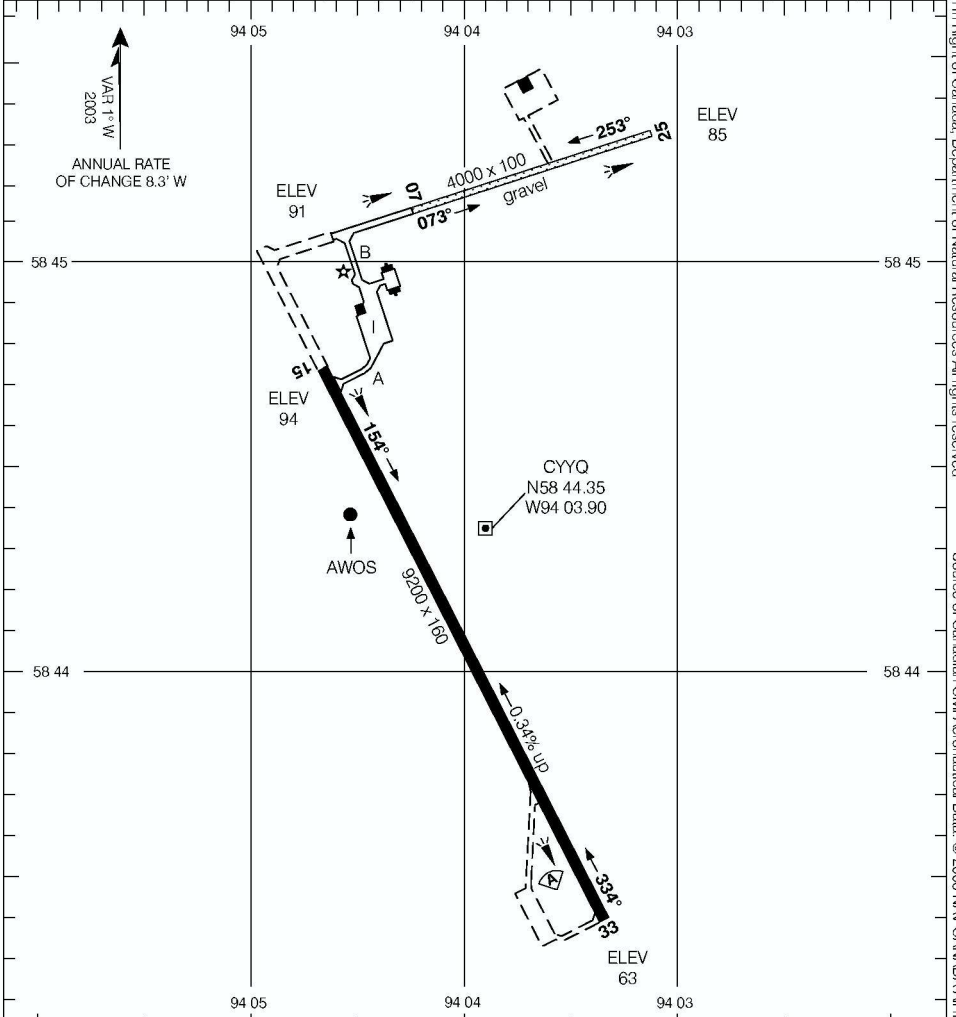 94 05
94 04
94 03
VAR 1° W
2003
ANNUAL RATE
OF CHANGE 8.3' W
ELEV
85
25
253°
4000 x 100
gravel
07
073°
ELEV
91
B
58 45
58 45
I
A
15
ELEV
94
154°
CYYQ
N58 44.35
W94 03.90
AWOS
9200 x 160
58 44
58 44
0.34% up
A
334°
33
ELEV
63
94 05
94 04
94 03